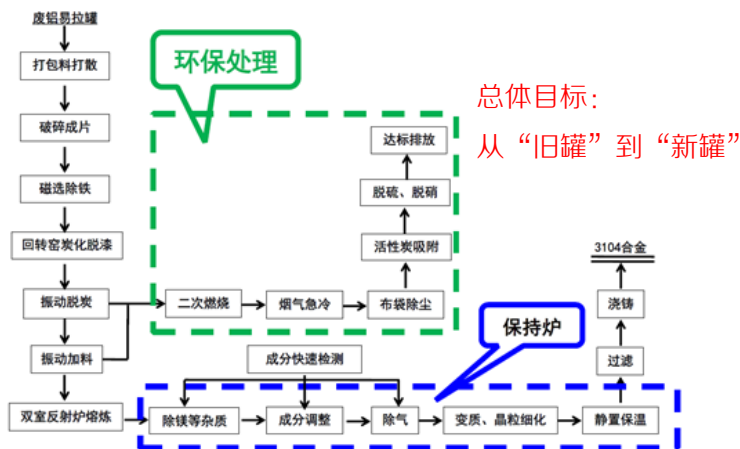 废铝易拉罐
打包料打散
破碎成片
磁选除铁
回转窑炭化脱漆
振动脱炭
振动加料
双室反射炉熔炼
环保处理
二次燃烧
烟气急冷
布袋除尘
活性炭吸附
脱硫、脱硝
达标排放
总体目标：
从“旧罐”到“新罐”
成分快速检测
保持炉
除镁等杂质
成分调整
除气
变质、晶粒细化
静置保温
过滤
浇铸
3104合金